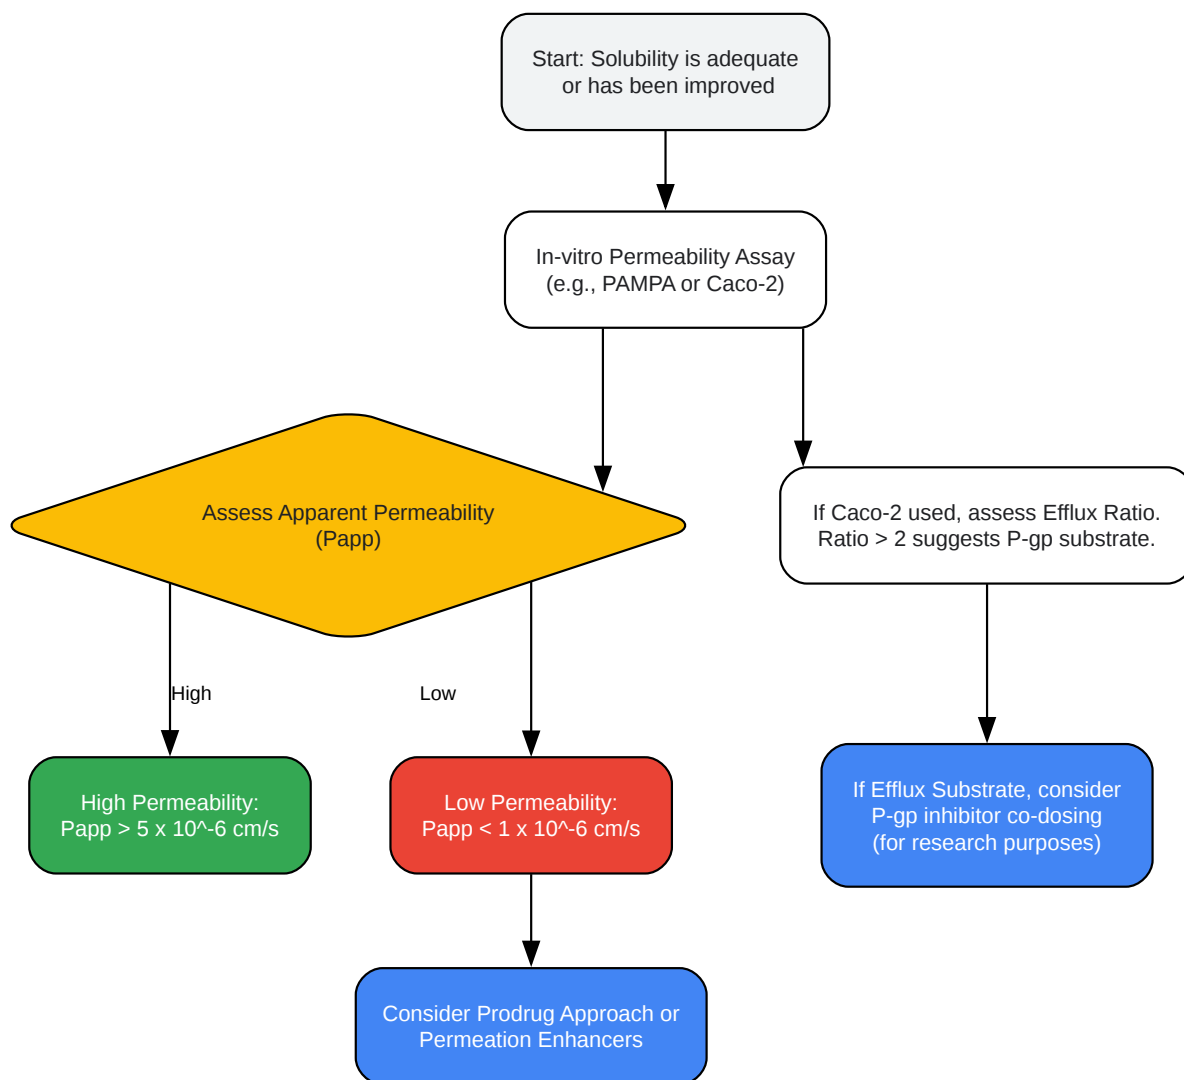 Start: Solubility is adequate
or has been improved
In-vitro Permeability Assay
(e.g., PAMPA or Caco-2)
Assess Apparent Permeability
(Papp)
If Caco-2 used, assess Efflux Ratio.
Ratio > 2 suggests P-gp substrate.
High
Low
High Permeability:
Papp > 5 x 10^-6 cm/s
Low Permeability:
Papp < 1 x 10^-6 cm/s
If Efflux Substrate, consider
P-gp inhibitor co-dosing
(for research purposes)
Consider Prodrug Approach or
Permeation Enhancers